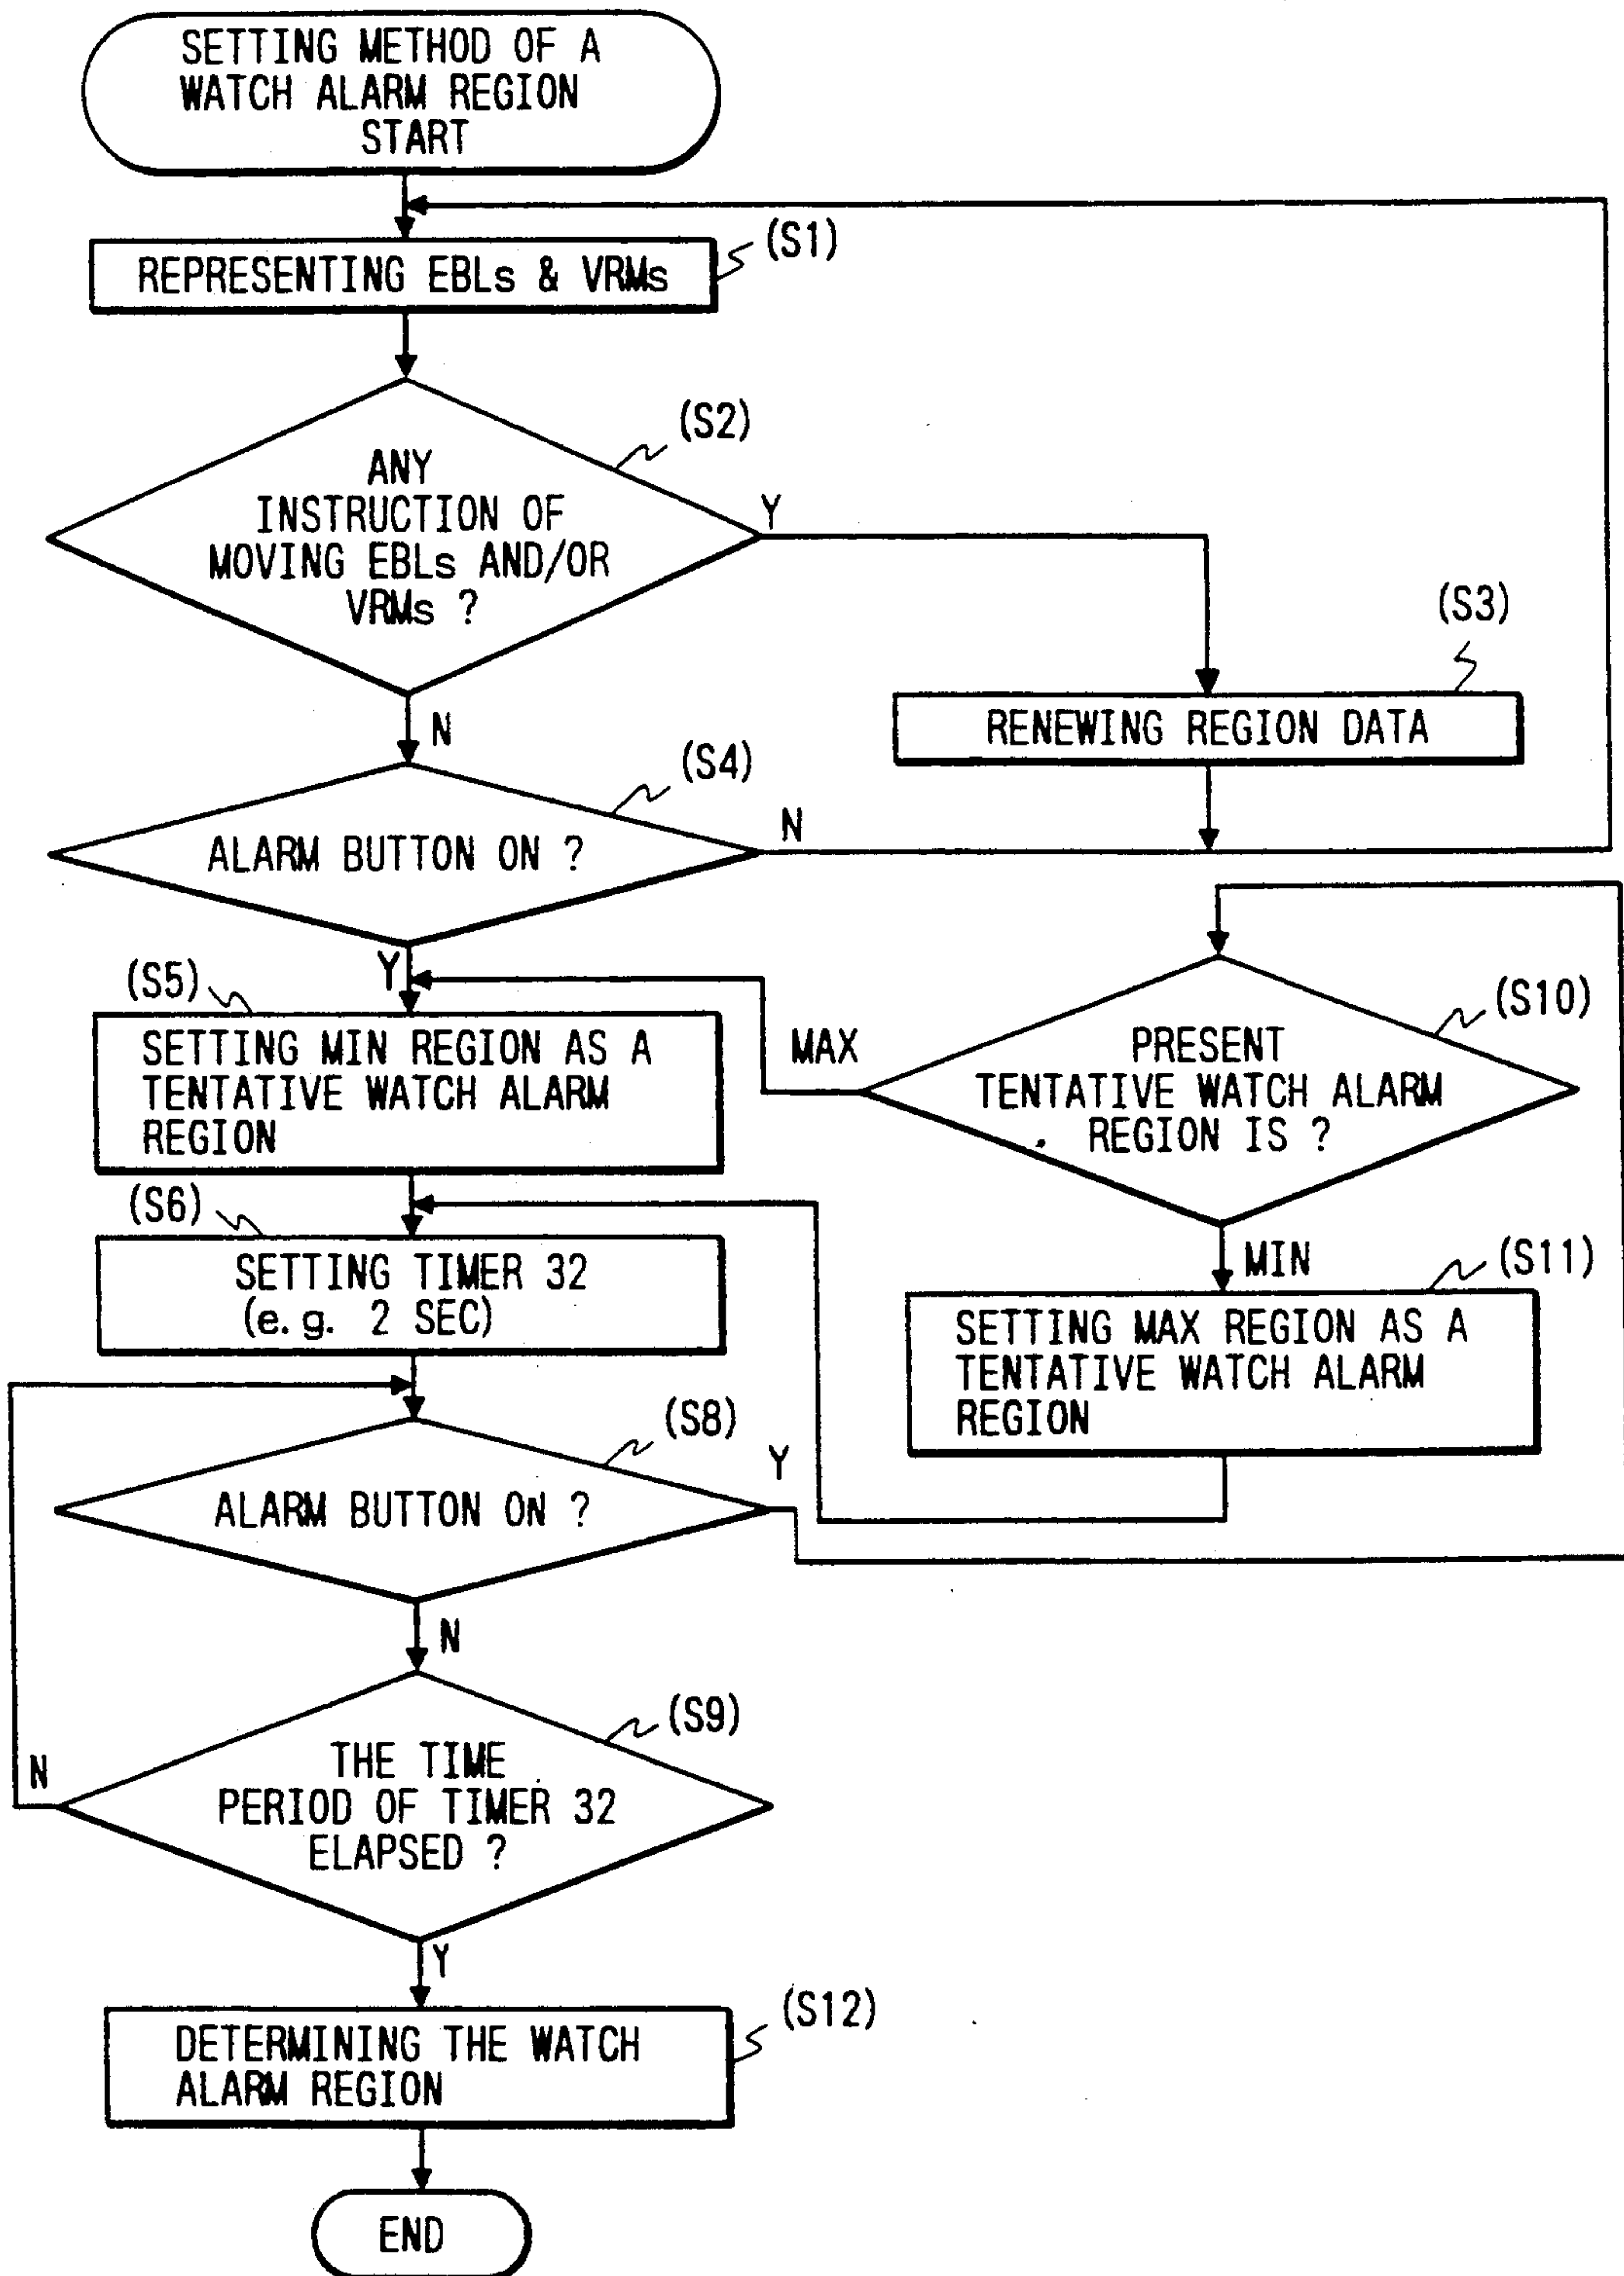 SETTING METHOD OF A
WATCH ALARM REGION
START
(S1)
REPRESENTING EBLs & VRMs
(S2)
ANY
INSTRUCTION OF
MOVING EBLs AND/OR
VRMs ?
Y
(S3)
RENEWING REGION DATA
N
(S4)
ALARM BUTTON ON ?
N
Y
(S5)
SETTING MIN REGION AS A
TENTATIVE WATCH ALARM
REGION
MAX
(S10)
PRESENT
TENTATIVE WATCH ALARM
REGION IS ?
MIN
(S11)
SETTING MAX REGION AS A
TENTATIVE WATCH ALARM
REGION
(S6)
SETTING TIMER 32
(e.g. 2 SEC)
(S8)
ALARM BUTTON ON ?
Y
N
(S9)
THE TIME
PERIOD OF TIMER 32
ELAPSED ?
N
Y
(S12)
DETERMINING THE WATCH
ALARM REGION
END